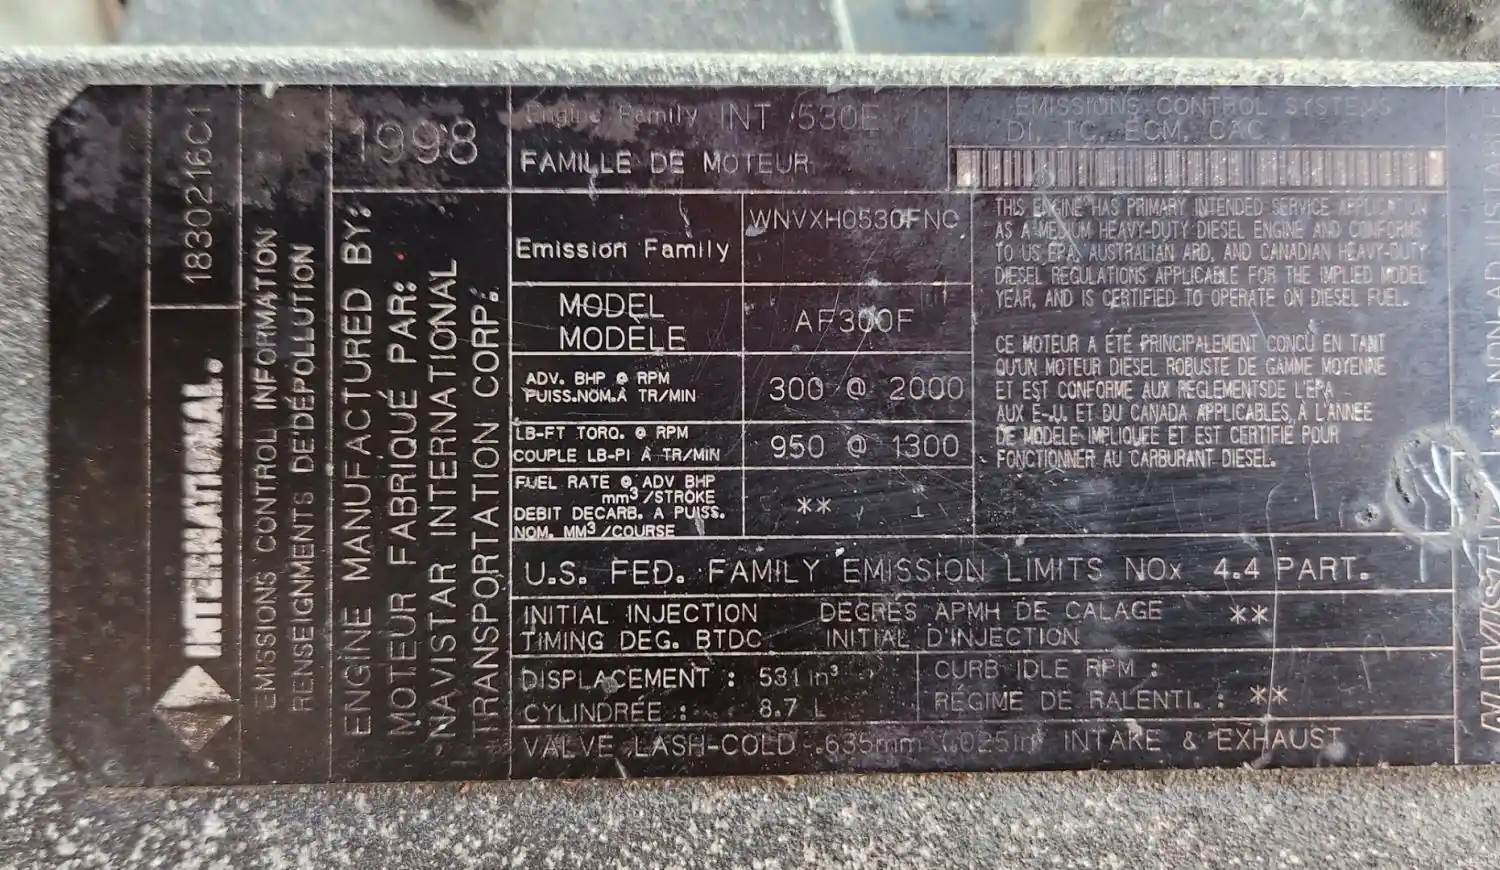 1830216C1
INTERNATIONAL.
EMISSIONS CONTROL INFORMATION
RENSEIGNMENTS DE DÉPOLLUTION
1998
ENGINE MANUFACTURED BY:
MOTEUR FABRIQUÉ PAR:
NAVISTAR INTERNATIONAL
TRANSPORTATION CORP.
Engine Family INT 530E
FAMILLE DE MOTEUR
EMISSIONS CONTROL SYSTEMS
DI, TC, ECM, CAC
Emission Family
WNVXH0530FNC
MODEL
MODÈLE
AF300F
ADV. BHP @ RPM
PUISS.NOM.À TR/MIN
300 @ 2000
LB-FT TORQ. @ RPM
COUPLE LB-PI À TR/MIN
950 @ 1300
FUEL RATE @ ADV BHP
mm³/STROKE
DEBIT DECARB. A PUISS.
NOM. MM³/COURSE
**
THIS ENGINE HAS PRIMARY INTENDED SERVICE APPLICATION
AS A MEDIUM HEAVY-DUTY DIESEL ENGINE AND CONFORMS
TO US EPA, AUSTRALIAN ARD, AND CANADIAN HEAVY-DUTY
DIESEL REGULATIONS APPLICABLE FOR THE IMPLIED MODEL
YEAR, AND IS CERTIFIED TO OPERATE ON DIESEL FUEL.
CE MOTEUR A ÉTÉ PRINCIPALEMENT CONCU EN TANT
QU'UN MOTEUR DIESEL ROBUSTE DE GAMME MOYENNE
ET EST CONFORME AUX REGLEMENTSDE L'EPA
AUX E-U. ET DU CANADA APPLICABLES, À L'ANNEE
DE MODELE IMPLIQUÉE ET EST CERTIFIÉ POUR
FONCTIONNER AU CARBURANT DIESEL.
U.S. FED. FAMILY EMISSION LIMITS NOx 4.4 PART.
INITIAL INJECTION
TIMING DEG. BTDC
DEGRÉS APMH DE CALAGE
INITIAL D'INJECTION
**
DISPLACEMENT : 531 in³
CYLINDRÉE : 8.7 L
CURB IDLE RPM :
RÉGIME DE RALENTI. : **
VALVE LASH-COLD .635mm (.025in) INTAKE & EXHAUST
** NON-ADJUSTABLE